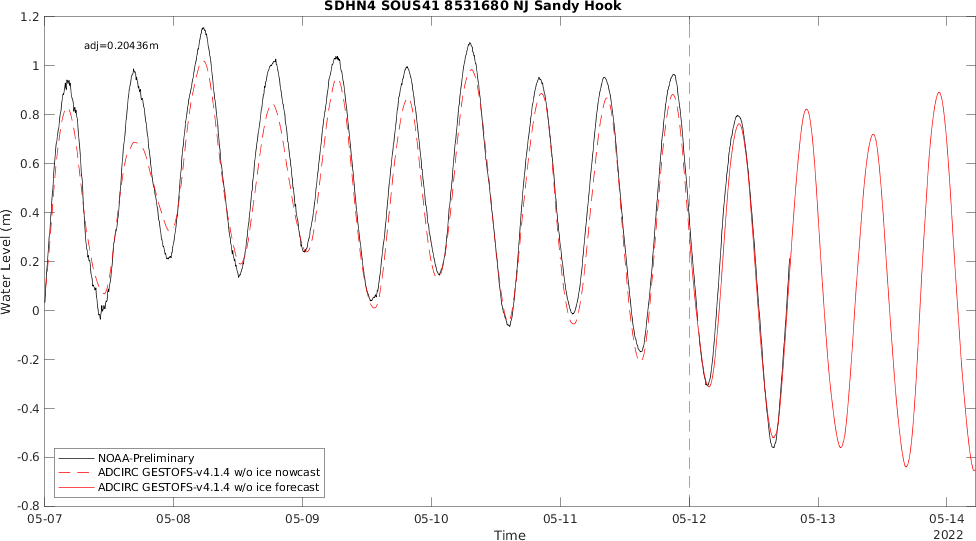 SDHN4 SOUS41 8531680 NJ Sandy Hook
adj=0.20436m
Water Level (m)
1.2
1
0.8
0.6
0.4
0.2
0
-0.2
-0.4
-0.6
-0.8
NOAA-Preliminary
ADCIRC GESTOFS-v4.1.4 w/o ice nowcast
ADCIRC GESTOFS-v4.1.4 w/o ice forecast
05-07 05-08 05-09 05-10 05-11 05-12 05-13 05-14
Time
2022